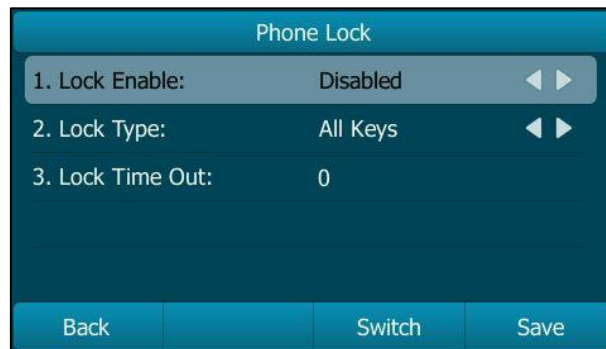 Phone Lock
1. Lock Enable: Disabled
2. Lock Type: All Keys
3. Lock Time Out: 0
Back Switch Save